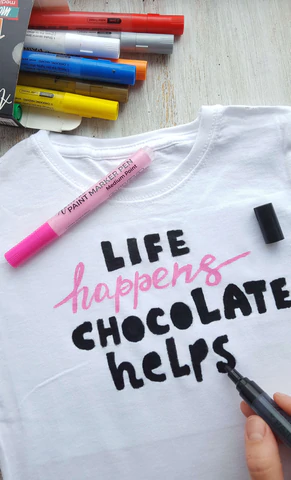 PAINT MARKER PEN
Medium Point
LIFE
happens
CHOCOLATE
helps